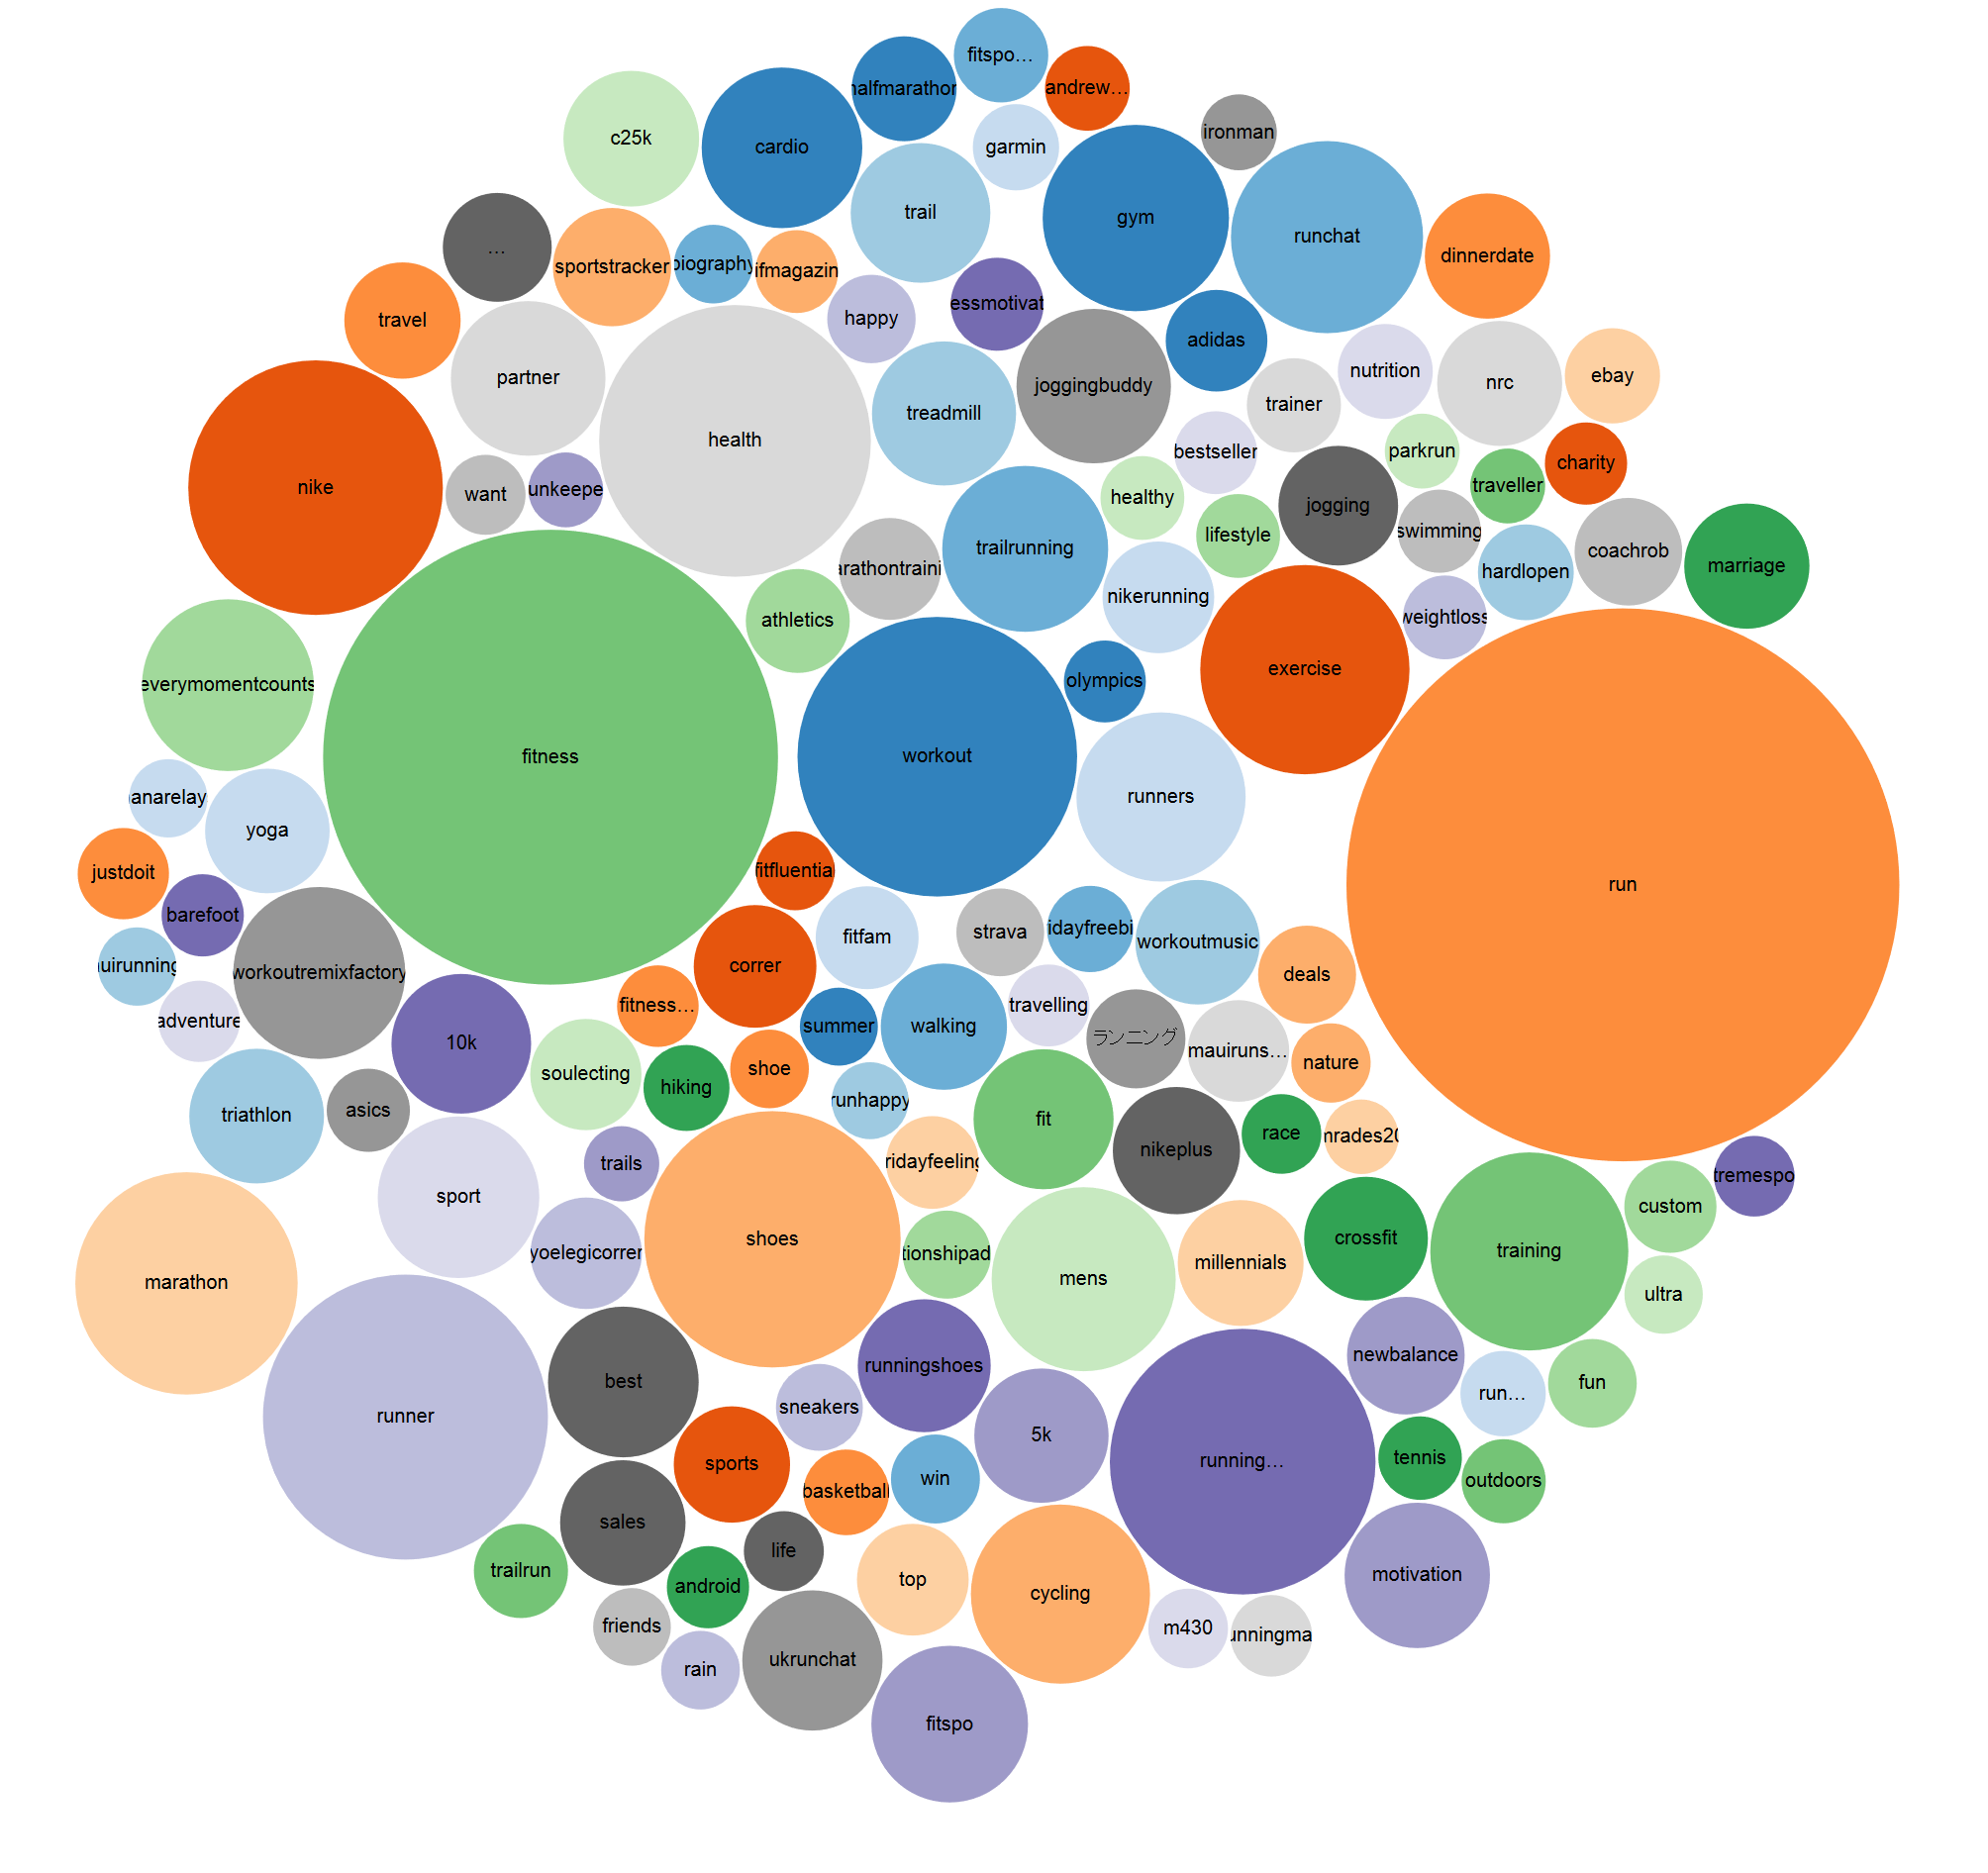 fitspo…
andrew…
halfmarathon
ironman
c25k
cardio
garmin
trail
gym
runchat
…
dinnerdate
sportstracker
biography
ifmagazin
essmotivat
travel
happy
adidas
partner
joggingbuddy
nutrition
nrc
ebay
health
treadmill
trainer
nike
want
unkeepe
bestseller
parkrun
charity
healthy
jogging
traveller
trailrunning
lifestyle
swimming
coachrob
marriage
arathontraini
hardlopen
athletics
nikerunning
weightloss
everymomentcounts
olympics
exercise
fitness
workout
anarelay
runners
yoga
justdoit
fitfluential
run
barefoot
fitfam
strava
idayfreebi
workoutmusic
uirunning
workoutremixfactory
correr
deals
adventure
fitness…
summer
walking
travelling
10k
ランニング
mauiruns…
nature
soulecting
hiking
shoe
triathlon
asics
runhappy
fit
nikeplus
race
mrades20
trails
ridayfeeling
tremespo
sport
custom
marathon
yoelegicorrer
shoes
tionshipad
mens
millennials
crossfit
training
ultra
runner
best
runningshoes
newbalance
run…
fun
sneakers
5k
sports
basketball
win
running…
tennis
outdoors
sales
trailrun
life
android
top
cycling
motivation
friends
m430
unningma
rain
ukrunchat
fitspo